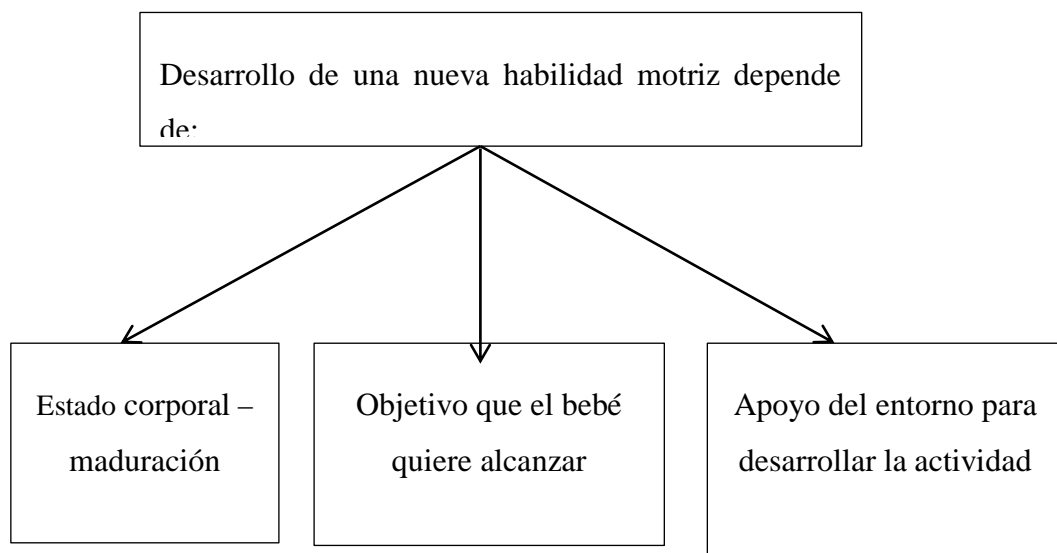 Desarrollo de una nueva habilidad motriz depende
de:
Estado corporal –
maduración
Objetivo que el bebé
quiere alcanzar
Apoyo del entorno para
desarrollar la actividad